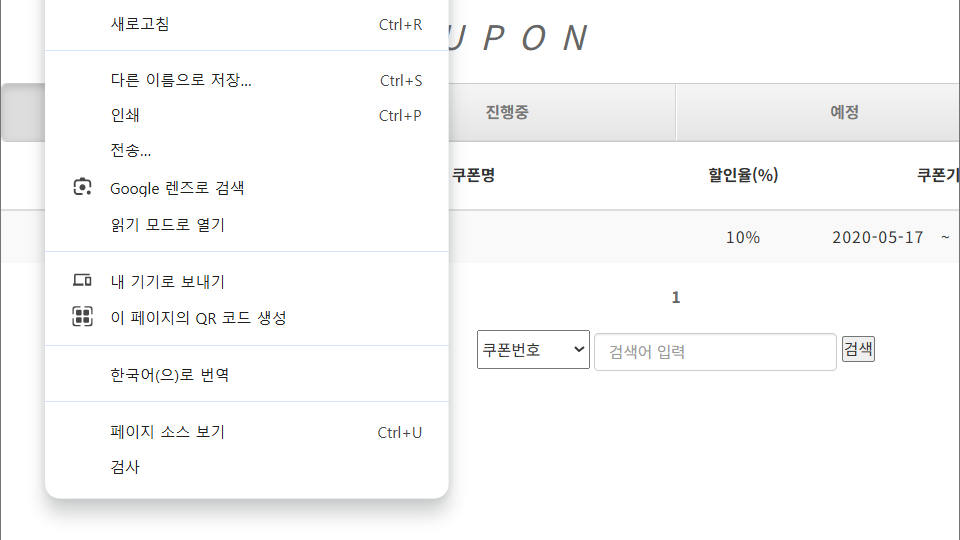 새로고침 Ctrl+R
UPON
다른 이름으로 저장... Ctrl+S
진행중 예정
인쇄 Ctrl+P
전송...
쿠폰명 할인율(%) 쿠폰기
Google 렌즈로 검색
읽기 모드로 열기
10% 2020-05-17 ~
내 기기로 보내기
1
이 페이지의 QR 코드 생성
쿠폰번호 검색어 입력 검색
한국어(으)로 번역
페이지 소스 보기 Ctrl+U
검사